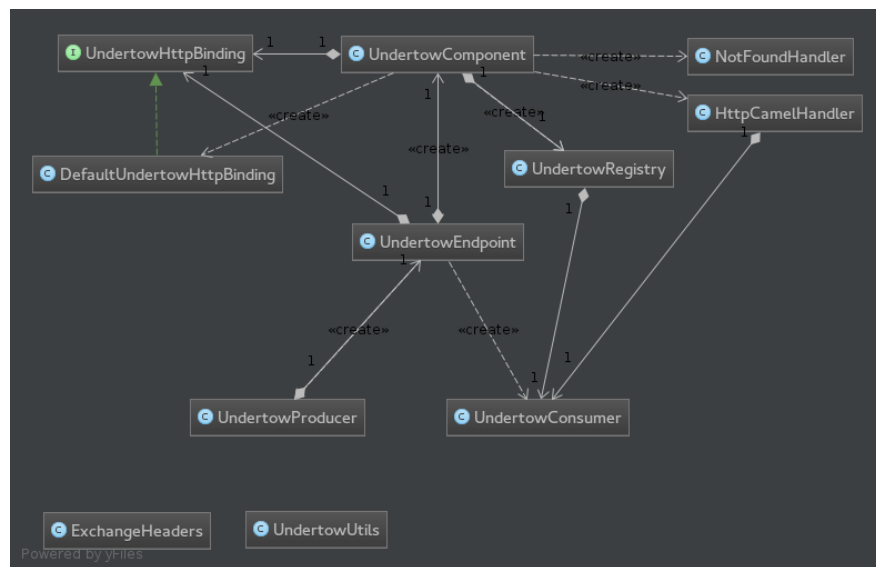 1
1
I UndertowHttpBinding
C UndertowComponent
«create»
C NotFoundHandler
1
1
«create»
1
C HttpCamelHandler
«create»
«create»
1
1
«create»
C DefaultUndertowHttpBinding
C UndertowRegistry
1
1
1
C UndertowEndpoint
1
«create»
«create»
1
1
1
C UndertowProducer
C UndertowConsumer
C ExchangeHeaders
C UndertowUtils
Powered by yFiles